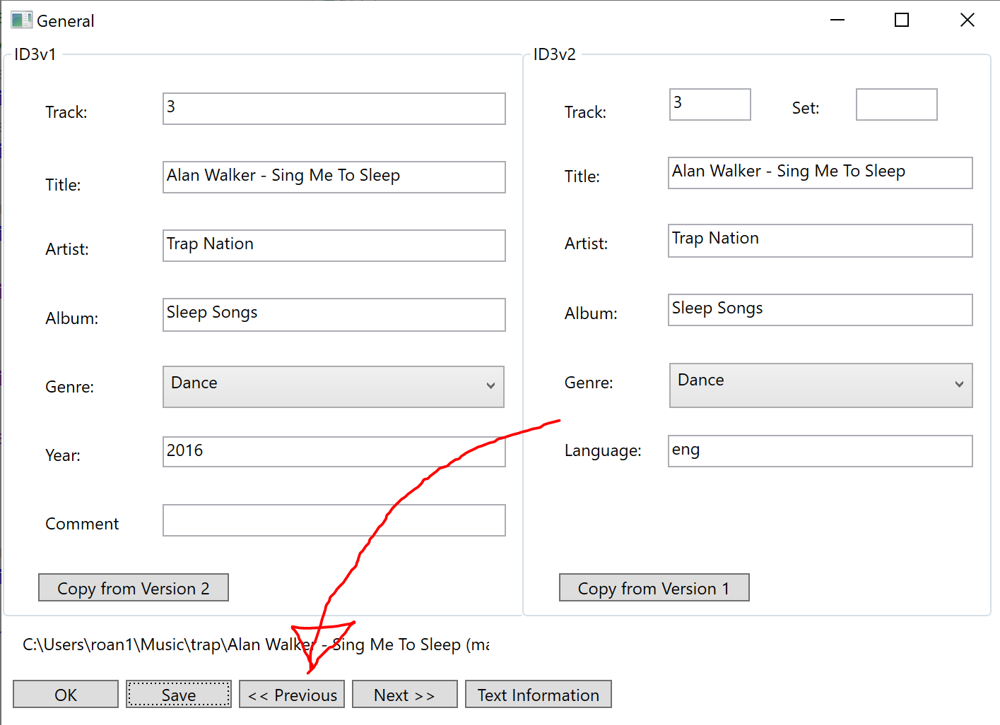 General
ID3v1
Track: 3
Title: Alan Walker - Sing Me To Sleep
Artist: Trap Nation
Album: Sleep Songs
Genre: Dance
Year: 2016
Comment
Copy from Version 2
ID3v2
Track: 3 Set:
Title: Alan Walker - Sing Me To Sleep
Artist: Trap Nation
Album: Sleep Songs
Genre: Dance
Language: eng
Copy from Version 1
C:\Users\roan1\Music\trap\Alan Walker - Sing Me To Sleep (ma
OK Save << Previous Next >> Text Information